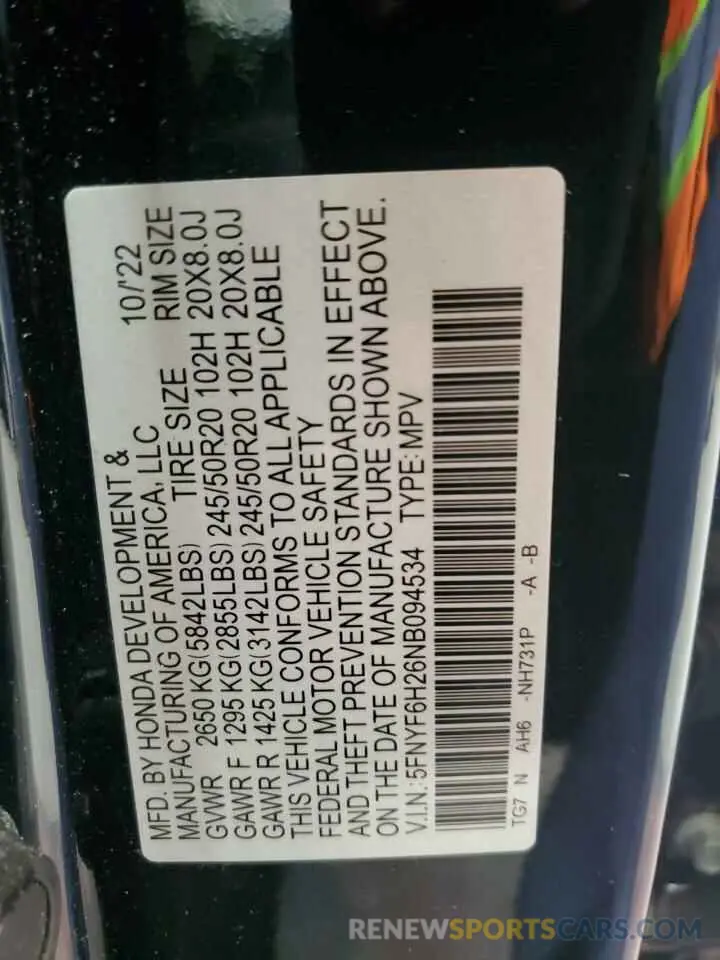 MFD. BY HONDA DEVELOPMENT & 10/'22
MANUFACTURING OF AMERICA, LLC
TIRE SIZE RIM SIZE
GVWR 2650 KG(5842LBS)
GAWR F 1295 KG(2855LBS) 245/50R20 102H 20X8.0J
GAWR R 1425 KG(3142LBS) 245/50R20 102H 20X8.0J
THIS VEHICLE CONFORMS TO ALL APPLICABLE
FEDERAL MOTOR VEHICLE SAFETY
AND THEFT PREVENTION STANDARDS IN EFFECT
ON THE DATE OF MANUFACTURE SHOWN ABOVE.
V.I.N.: 5FNYF6H26NB094534 TYPE: MPV
TG7 N AH6 -NH731P -A -B
RENEWSPORTSCARS.COM